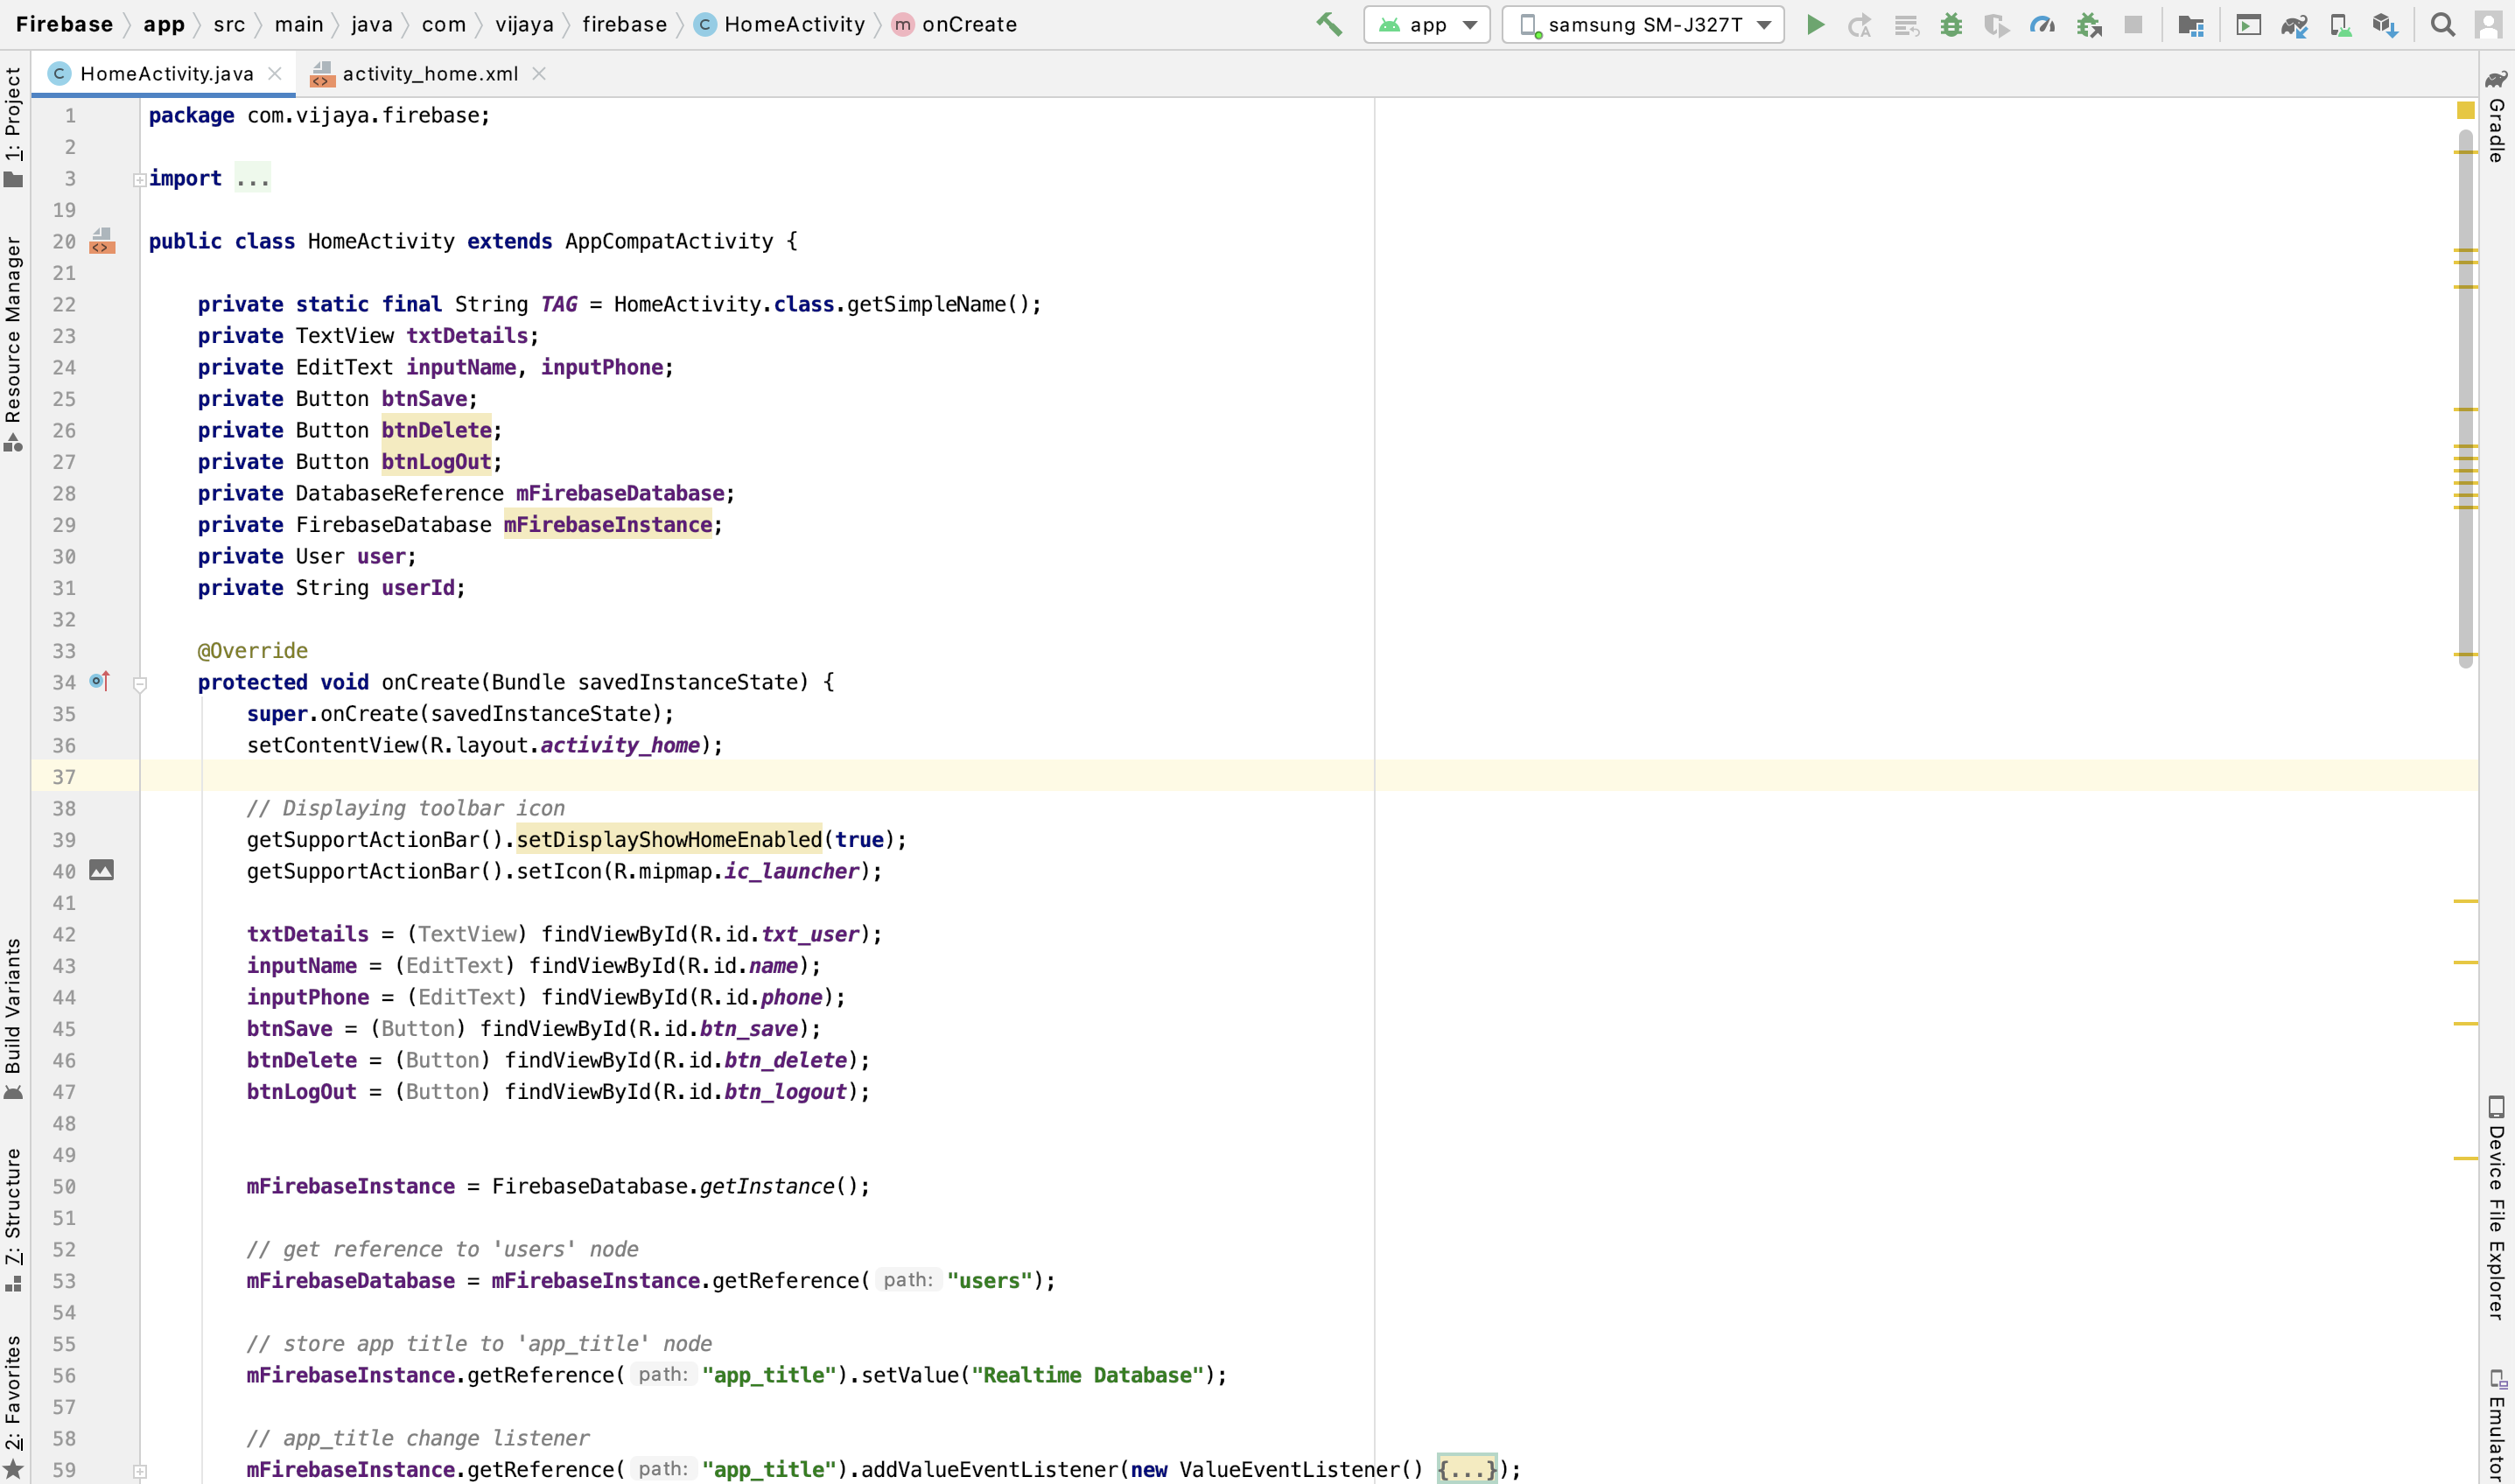 Firebase app src main java com vijaya firebase HomeActivity onCreate app samsung SM-J327T
HomeActivity.java activity_home.xml
1: Project
Resource Manager
Build Variants
7: Structure
2: Favorites
1 package com.vijaya.firebase;
2
3 import ...
19
20 public class HomeActivity extends AppCompatActivity {
21
22 private static final String TAG = HomeActivity.class.getSimpleName();
23 private TextView txtDetails;
24 private EditText inputName, inputPhone;
25 private Button btnSave;
26 private Button btnDelete;
27 private Button btnLogOut;
28 private DatabaseReference mFirebaseDatabase;
29 private FirebaseDatabase mFirebaseInstance;
30 private User user;
31 private String userId;
32
33 @Override
34 protected void onCreate(Bundle savedInstanceState) {
35 super.onCreate(savedInstanceState);
36 setContentView(R.layout.activity_home);
37
38 // Displaying toolbar icon
39 getSupportActionBar().setDisplayShowHomeEnabled(true);
40 getSupportActionBar().setIcon(R.mipmap.ic_launcher);
41
42 txtDetails = (TextView) findViewById(R.id.txt_user);
43 inputName = (EditText) findViewById(R.id.name);
44 inputPhone = (EditText) findViewById(R.id.phone);
45 btnSave = (Button) findViewById(R.id.btn_save);
46 btnDelete = (Button) findViewById(R.id.btn_delete);
47 btnLogOut = (Button) findViewById(R.id.btn_logout);
48
49
50 mFirebaseInstance = FirebaseDatabase.getInstance();
51
52 // get reference to 'users' node
53 mFirebaseDatabase = mFirebaseInstance.getReference( path: "users");
54
55 // store app title to 'app_title' node
56 mFirebaseInstance.getReference( path: "app_title").setValue("Realtime Database");
57
58 // app_title change listener
59 mFirebaseInstance.getReference( path: "app_title").addValueEventListener(new ValueEventListener() {...});
Gradle
Device File Explorer
Emulator